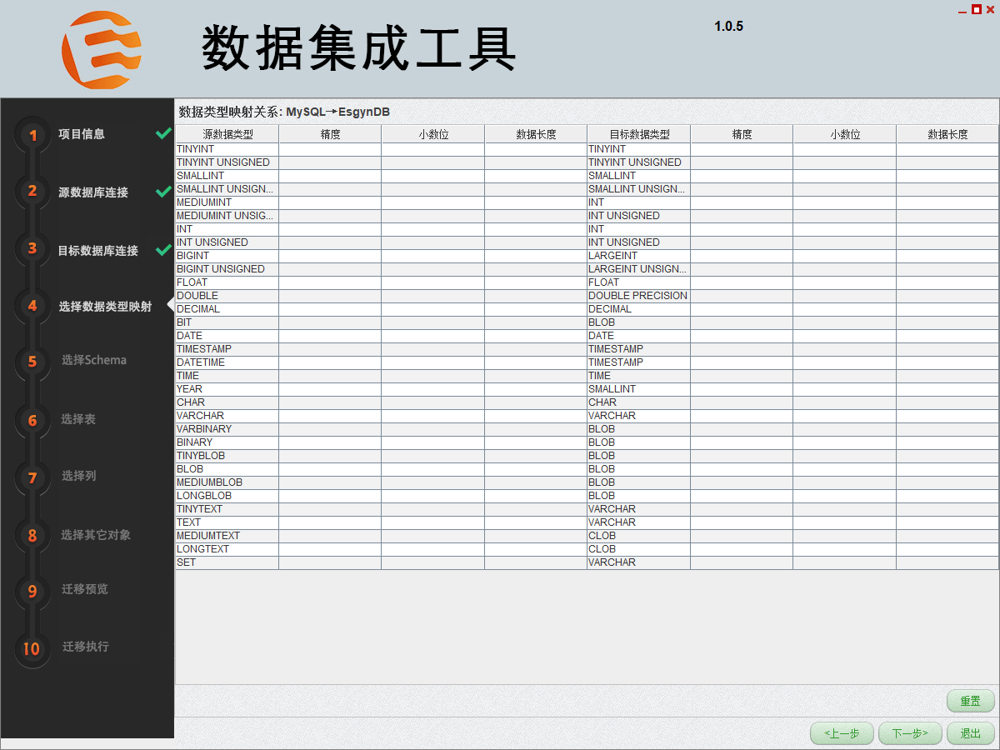 数据集成工具
1.0.5
1 项目信息
2 源数据库连接
3 目标数据库连接
4 选择数据类型映射
5 选择Schema
6 选择表
7 选择列
8 选择其它对象
9 迁移预览
10 迁移执行
数据类型映射关系: MySQL→EsgynDB
源数据类型 精度 小数位 数据长度 目标数据类型 精度 小数位 数据长度
TINYINT TINYINT
TINYINT UNSIGNED TINYINT UNSIGNED
SMALLINT SMALLINT
SMALLINT UNSIGN... SMALLINT UNSIGN...
MEDIUMINT INT
MEDIUMINT UNSIG... INT UNSIGNED
INT INT
INT UNSIGNED INT UNSIGNED
BIGINT LARGEINT
BIGINT UNSIGNED LARGEINT UNSIGN...
FLOAT FLOAT
DOUBLE DOUBLE PRECISION
DECIMAL DECIMAL
BIT BLOB
DATE DATE
TIMESTAMP TIMESTAMP
DATETIME TIMESTAMP
TIME TIME
YEAR SMALLINT
CHAR CHAR
VARCHAR VARCHAR
VARBINARY BLOB
BINARY BLOB
TINYBLOB BLOB
BLOB BLOB
MEDIUMBLOB BLOB
LONGBLOB BLOB
TINYTEXT VARCHAR
TEXT VARCHAR
MEDIUMTEXT CLOB
LONGTEXT CLOB
SET VARCHAR
重置
<上一步 下一步> 退出